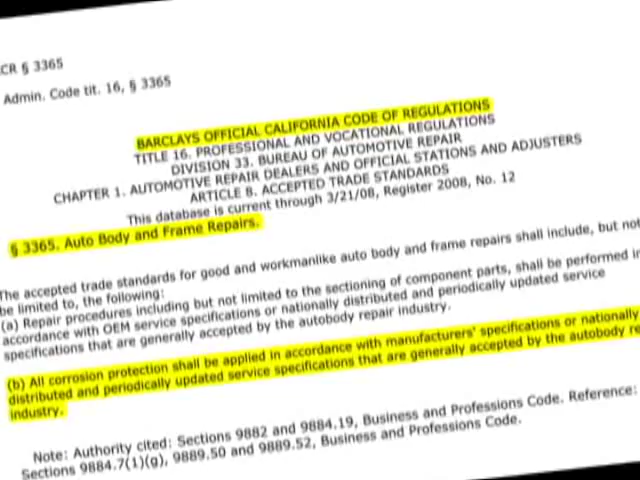 CR § 3365
Admin. Code tit. 16, § 3365
BARCLAYS OFFICIAL CALIFORNIA CODE OF REGULATIONS
TITLE 16. PROFESSIONAL AND VOCATIONAL REGULATIONS
DIVISION 33. BUREAU OF AUTOMOTIVE REPAIR
CHAPTER 1. AUTOMOTIVE REPAIR DEALERS AND OFFICIAL STATIONS AND ADJUSTERS
ARTICLE 8. ACCEPTED TRADE STANDARDS
This database is current through 3/21/08, Register 2008, No. 12
§ 3365. Auto Body and Frame Repairs.
The accepted trade standards for good and workmanlike auto body and frame repairs shall include, but not
be limited to, the following:
(a) Repair procedures including but not limited to the sectioning of component parts, shall be performed in
accordance with OEM service specifications or nationally distributed and periodically updated service
specifications that are generally accepted by the autobody repair industry.
(b) All corrosion protection shall be applied in accordance with manufacturers' specifications or nationally
distributed and periodically updated service specifications that are generally accepted by the autobody re
industry.
Note: Authority cited: Sections 9882 and 9884.19, Business and Professions Code. Reference:
Sections 9884.7(1)(g), 9889.50 and 9889.52, Business and Professions Code.